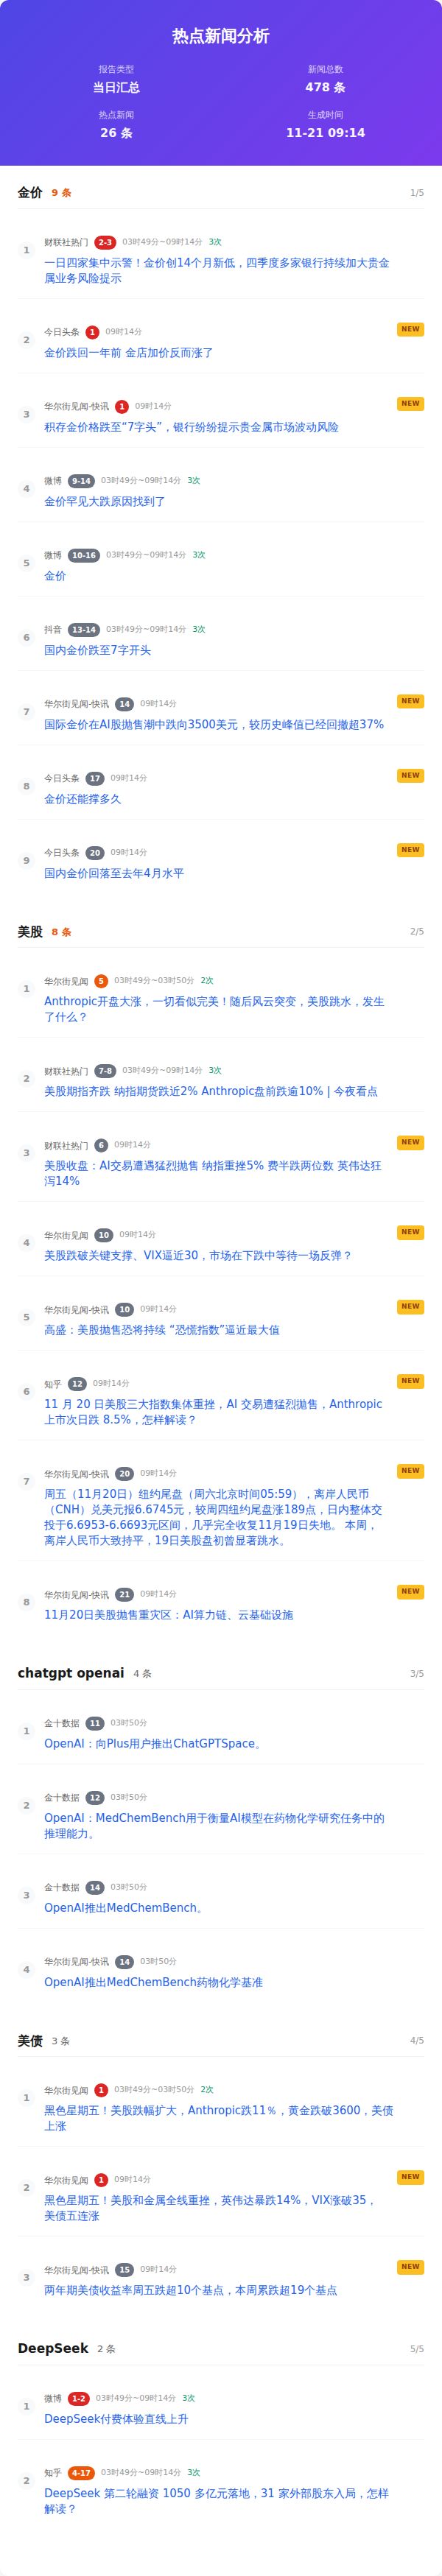 热点新闻分析
报告类型
新闻总数
当日汇总
478 条
热点新闻
生成时间
26 条
11-21 09:14
金价 9 条 1/5
1
财联社热门 2-3 03时49分~09时14分 3次
一日四家集中示警！金价创14个月新低，四季度多家银行持续加大贵金
属业务风险提示
2
今日头条 1 09时14分 NEW
金价跌回一年前 金店加价反而涨了
3
华尔街见闻-快讯 1 09时14分 NEW
积存金价格跌至“7字头”，银行纷纷提示贵金属市场波动风险
4
微博 9-14 03时49分~09时14分 3次
金价罕见大跌原因找到了
5
微博 10-16 03时49分~09时14分 3次
金价
6
抖音 13-14 03时49分~09时14分 3次
国内金价跌至7字开头
7
华尔街见闻-快讯 14 09时14分 NEW
国际金价在AI股抛售潮中跌向3500美元，较历史峰值已经回撤超37%
8
今日头条 17 09时14分 NEW
金价还能撑多久
9
今日头条 20 09时14分 NEW
国内金价回落至去年4月水平
美股 8 条 2/5
1
华尔街见闻 5 03时49分~03时50分 2次
Anthropic开盘大涨，一切看似完美！随后风云突变，美股跳水，发生
了什么？
2
财联社热门 7-8 03时49分~09时14分 3次
美股期指齐跌 纳指期货跌近2% Anthropic盘前跌逾10% | 今夜看点
3
财联社热门 6 09时14分 NEW
美股收盘：AI交易遭遇猛烈抛售 纳指重挫5% 费半跌两位数 英伟达狂
泻14%
4
华尔街见闻 10 09时14分 NEW
美股跌破关键支撑、VIX逼近30，市场在下跌中等待一场反弹？
5
华尔街见闻-快讯 10 09时14分 NEW
高盛：美股抛售恐将持续 “恐慌指数”逼近最大值
6
知乎 12 09时14分 NEW
11 月 20 日美股三大指数集体重挫，AI 交易遭猛烈抛售，Anthropic
上市次日跌 8.5%，怎样解读？
7
华尔街见闻-快讯 20 09时14分 NEW
周五（11月20日）纽约尾盘（周六北京时间05:59），离岸人民币
（CNH）兑美元报6.6745元，较周四纽约尾盘涨189点，日内整体交
投于6.6953-6.6693元区间，几乎完全收复11月19日失地。 本周，
离岸人民币大致持平，19日美股盘初曾显著跳水。
8
华尔街见闻-快讯 21 09时14分 NEW
11月20日美股抛售重灾区：AI算力链、云基础设施
chatgpt openai 4 条 3/5
1
金十数据 11 03时50分
OpenAI：向Plus用户推出ChatGPTSpace。
2
金十数据 12 03时50分
OpenAI：MedChemBench用于衡量AI模型在药物化学研究任务中的
推理能力。
3
金十数据 14 03时50分
OpenAI推出MedChemBench。
4
华尔街见闻-快讯 14 03时50分
OpenAI推出MedChemBench药物化学基准
美债 3 条 4/5
1
华尔街见闻 1 03时49分~03时50分 2次
黑色星期五！美股跌幅扩大，Anthropic跌11％，黄金跌破3600，美债
上涨
2
华尔街见闻 1 09时14分 NEW
黑色星期五！美股和金属全线重挫，英伟达暴跌14%，VIX涨破35，
美债五连涨
3
华尔街见闻-快讯 15 09时14分 NEW
两年期美债收益率周五跌超10个基点，本周累跌超19个基点
DeepSeek 2 条 5/5
1
微博 1-2 03时49分~09时14分 3次
DeepSeek付费体验直线上升
2
知乎 4-17 03时49分~09时14分 3次
DeepSeek 第二轮融资 1050 多亿元落地，31 家外部股东入局，怎样
解读？